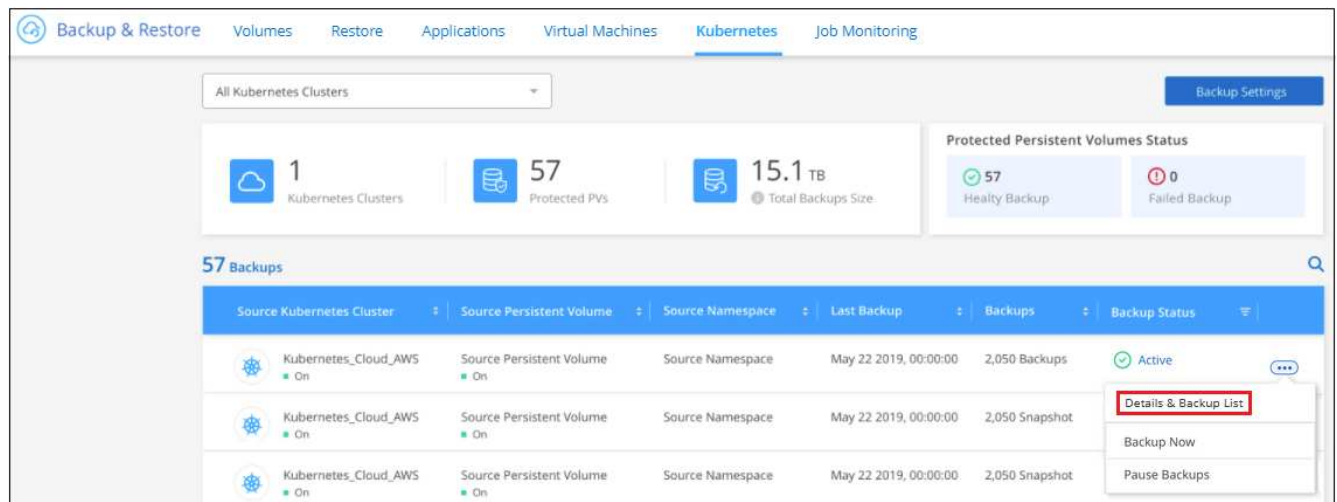 Backup & Restore Volumes Restore Applications Virtual Machines Kubernetes Job Monitoring
All Kubernetes Clusters Backup Settings
1 Kubernetes Clusters
57 Protected PVs
15.1 TB Total Backups Size
Protected Persistent Volumes Status
57 Healty Backup
0 Failed Backup
57 Backups
Source Kubernetes Cluster Source Persistent Volume Source Namespace Last Backup Backups Backup Status
Kubernetes_Cloud_AWS Source Persistent Volume Source Namespace May 22 2019, 00:00:00 2,050 Backups Active
On On
Details & Backup List
Kubernetes_Cloud_AWS Source Persistent Volume Source Namespace May 22 2019, 00:00:00 2,050 Snapshot
On On
Backup Now
Pause Backups
Kubernetes_Cloud_AWS Source Persistent Volume Source Namespace May 22 2019, 00:00:00 2,050 Snapshot
On On